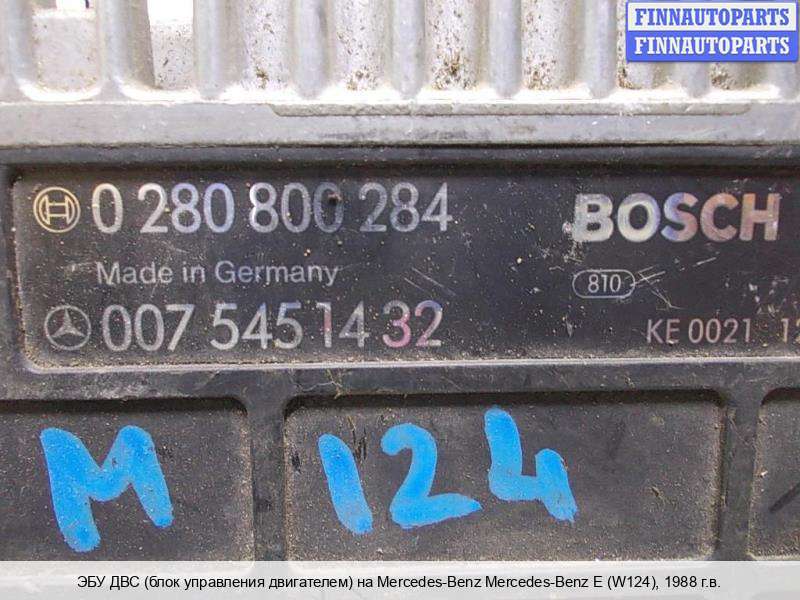 FINNAUTOPARTS
FINNAUTOPARTS
0 280 800 284 BOSCH
Made in Germany 810
007 545 14 32 KE 0021 12
M 124
ЭБУ ДВС (блок управления двигателем) на Mercedes-Benz Mercedes-Benz E (W124), 1988 г.в.